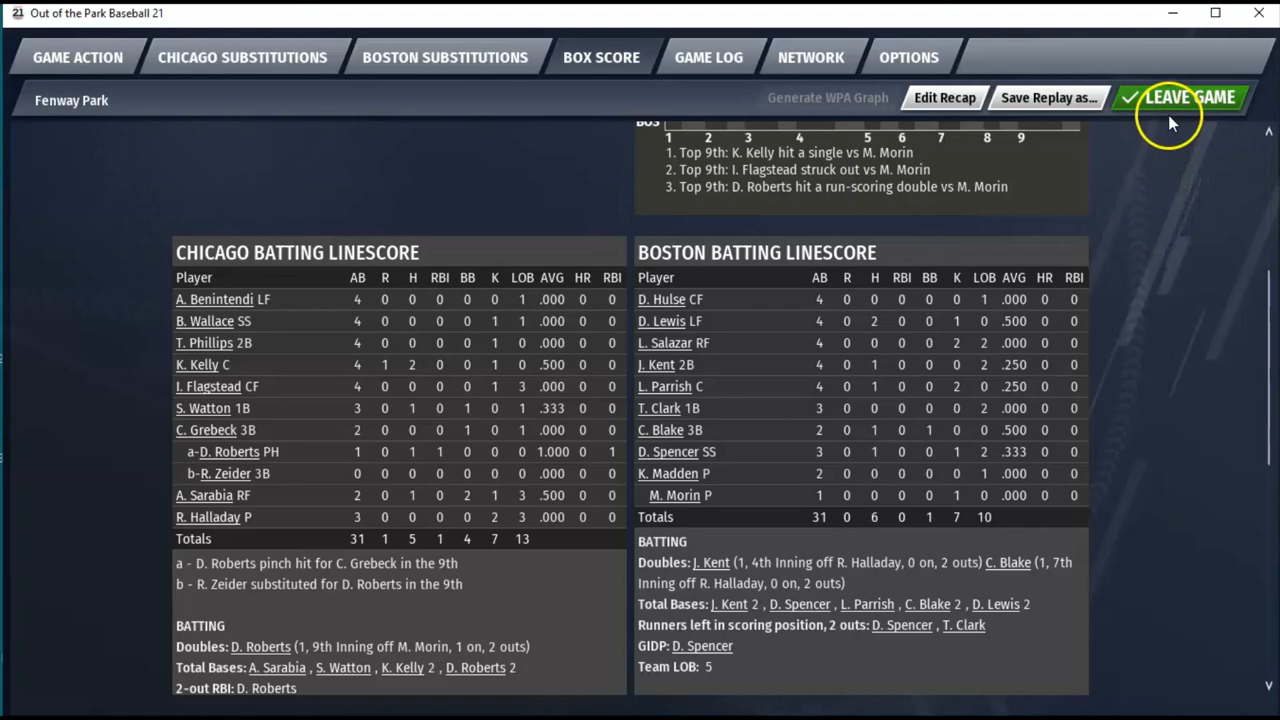 21 Out of the Park Baseball 21
GAME ACTION CHICAGO SUBSTITUTIONS BOSTON SUBSTITUTIONS BOX SCORE GAME LOG NETWORK OPTIONS
Fenway Park Generate WPA Graph Edit Recap Save Replay as... LEAVE GAME
BOS
1 2 3 4 5 6 7 8 9
1. Top 9th: K. Kelly hit a single vs M. Morin
2. Top 9th: I. Flagstead struck out vs M. Morin
3. Top 9th: D. Roberts hit a run-scoring double vs M. Morin
CHICAGO BATTING LINESCORE
Player AB R H RBI BB K LOB AVG HR RBI
A. Benintendi LF 4 0 0 0 0 0 1 .000 0 0
B. Wallace SS 4 0 0 0 0 1 1 .000 0 0
T. Phillips 2B 4 0 0 0 0 1 0 .000 0 0
K. Kelly C 4 1 2 0 0 1 0 .500 0 0
I. Flagstead CF 4 0 0 0 0 1 3 .000 0 0
S. Watton 1B 3 0 1 0 1 0 1 .333 0 0
C. Grebeck 3B 2 0 0 0 1 0 1 .000 0 0
a-D. Roberts PH 1 0 1 1 0 0 0 1.000 0 1
b-R. Zeider 3B 0 0 0 0 0 0 0 .000 0 0
A. Sarabia RF 2 0 1 0 2 1 3 .500 0 0
R. Halladay P 3 0 0 0 0 2 3 .000 0 0
Totals 31 1 5 1 4 7 13
a - D. Roberts pinch hit for C. Grebeck in the 9th
b - R. Zeider substituted for D. Roberts in the 9th
BATTING
Doubles: D. Roberts (1, 9th Inning off M. Morin, 1 on, 2 outs)
Total Bases: A. Sarabia , S. Watton , K. Kelly 2 , D. Roberts 2
2-out RBI: D. Roberts
BOSTON BATTING LINESCORE
Player AB R H RBI BB K LOB AVG HR RBI
D. Hulse CF 4 0 0 0 0 0 1 .000 0 0
D. Lewis LF 4 0 2 0 0 1 0 .500 0 0
L. Salazar RF 4 0 0 0 0 2 2 .000 0 0
J. Kent 2B 4 0 1 0 0 0 2 .250 0 0
L. Parrish C 4 0 1 0 0 2 0 .250 0 0
T. Clark 1B 3 0 0 0 0 0 2 .000 0 0
C. Blake 3B 2 0 1 0 1 0 0 .500 0 0
D. Spencer SS 3 0 1 0 0 1 2 .333 0 0
K. Madden P 2 0 0 0 0 0 1 .000 0 0
M. Morin P 1 0 0 0 0 1 0 .000 0 0
Totals 31 0 6 0 1 7 10
BATTING
Doubles: J. Kent (1, 4th Inning off R. Halladay, 0 on, 2 outs) C. Blake (1, 7th
Inning off R. Halladay, 0 on, 2 outs)
Total Bases: J. Kent 2 , D. Spencer , L. Parrish , C. Blake 2 , D. Lewis 2
Runners left in scoring position, 2 outs: D. Spencer , T. Clark
GIDP: D. Spencer
Team LOB: 5